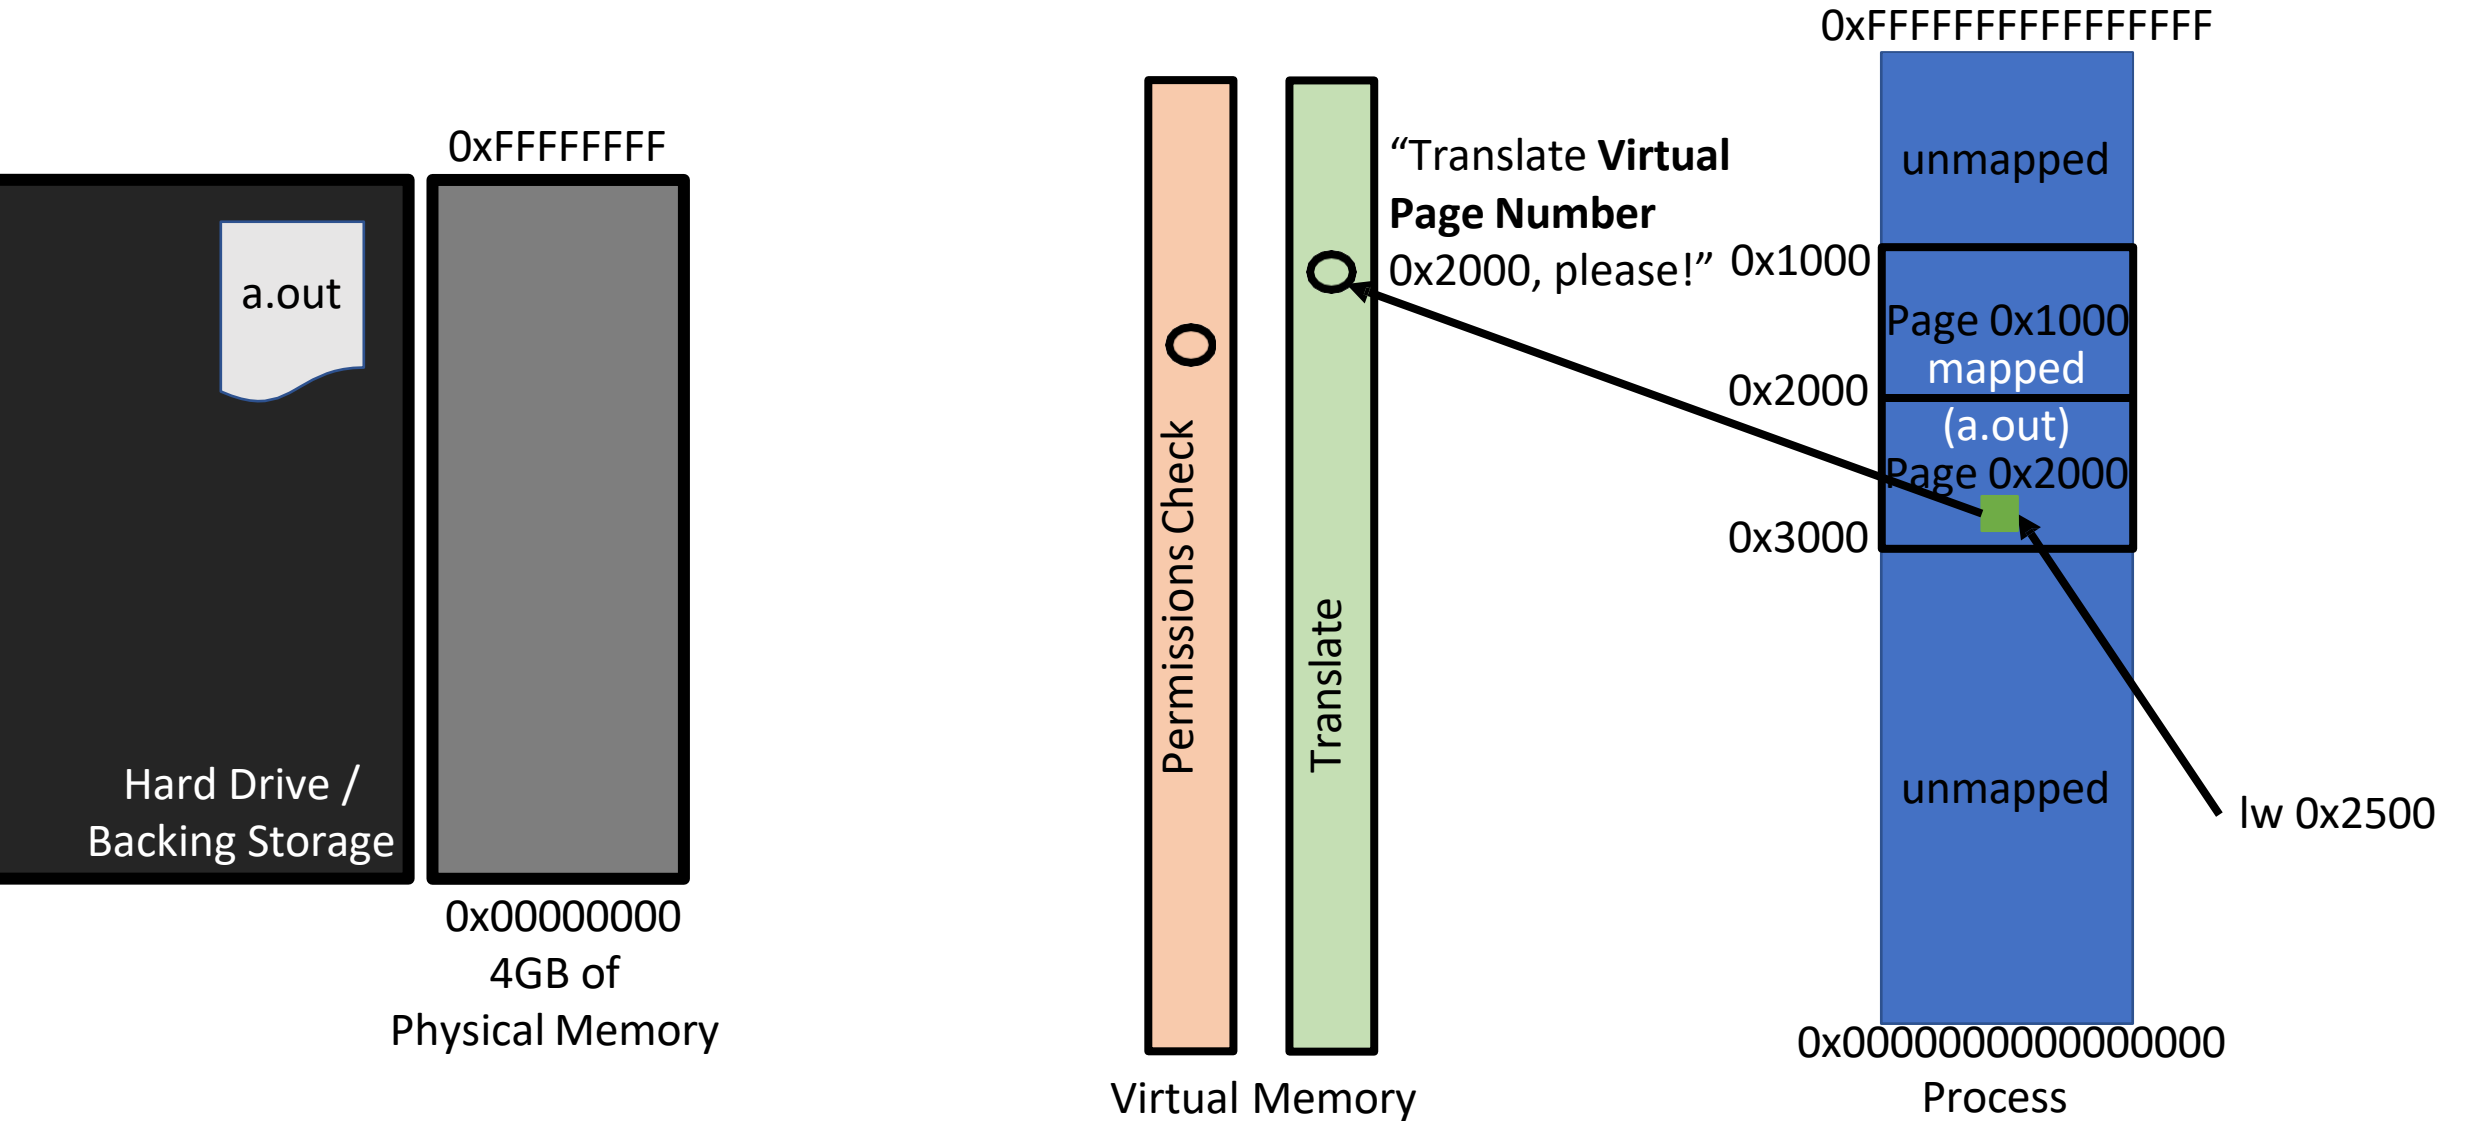 0xFFFFFFFF
a.out
Hard Drive /
Backing Storage
0x00000000
4GB of
Physical Memory
Permissions Check
Translate
Virtual Memory
“Translate Virtual
Page Number
0x2000, please!”
0xFFFFFFFFFFFFFFFF
unmapped
0x1000
Page 0x1000
mapped
0x2000
(a.out)
Page 0x2000
0x3000
unmapped
lw 0x2500
0x0000000000000000
Process